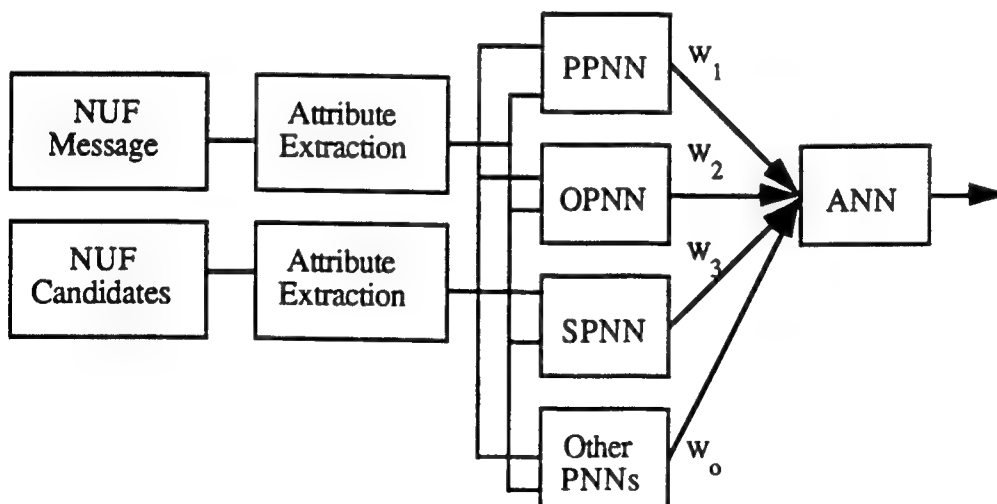 NUF
Message
Attribute
Extraction
NUF
Candidates
Attribute
Extraction
PPNN
OPNN
SPNN
Other
PNNs
W1
W2
W3
Wo
ANN